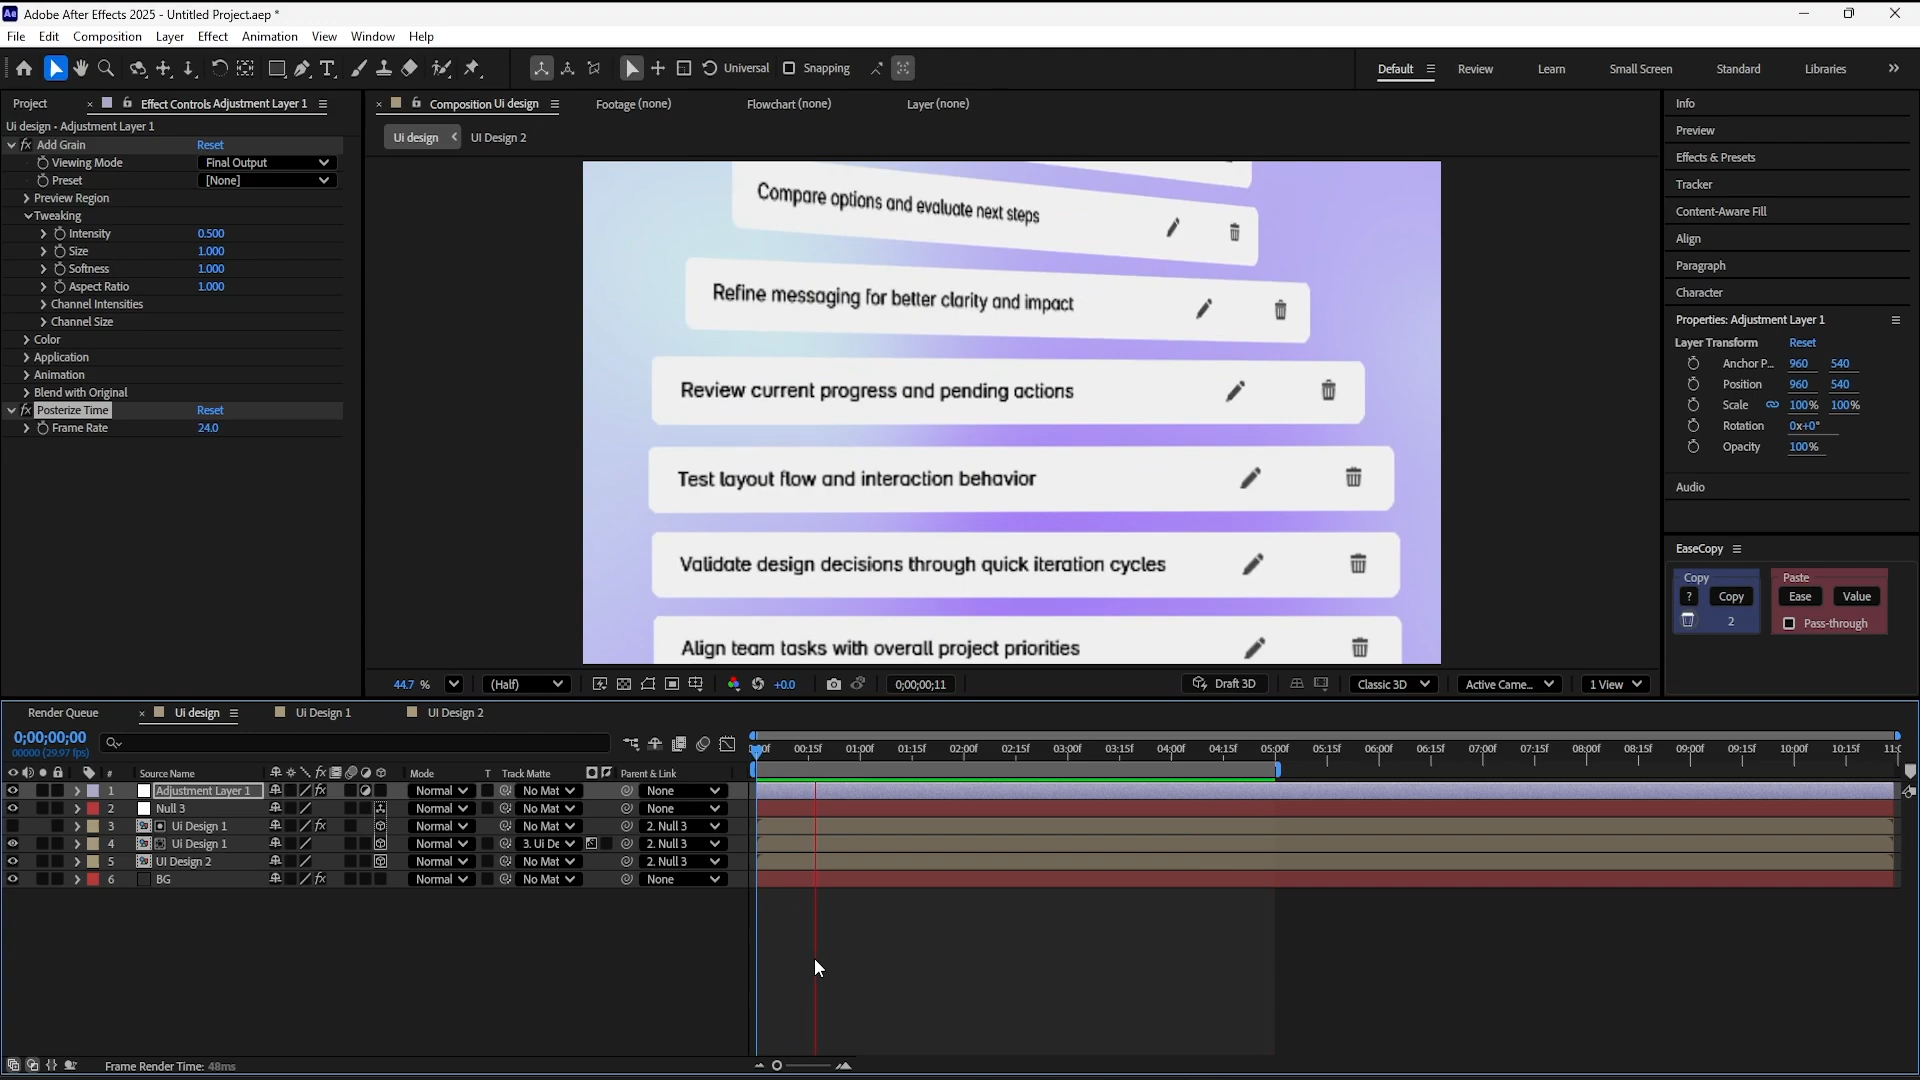 Adobe After Effects 2025 - Untitled Project.aep *
File Edit Composition Layer Effect Animation View Window Help
Universal Snapping Default Review Learn Small Screen Standard Libraries
Project Effect Controls Adjustment Layer 1
Ui design • Adjustment Layer 1
fx Add Grain Reset
Viewing Mode Final Output
Preset [None]
Preview Region
Tweaking
Intensity 0.500
Size 1.000
Softness 1.000
Aspect Ratio 1.000
Channel Intensities
Channel Size
Color
Application
Animation
Blend with Original
fx Posterize Time Reset
Frame Rate 24.0
Composition Ui design Footage (none) Flowchart (none) Layer (none)
Ui design UI Design 2
Compare options and evaluate next steps
Refine messaging for better clarity and impact
Review current progress and pending actions
Test layout flow and interaction behavior
Validate design decisions through quick iteration cycles
Align team tasks with overall project priorities
44.7 % (Half) +0.0 0;00;00;11 Draft 3D Classic 3D Active Came... 1 View
Info
Preview
Effects & Presets
Tracker
Content-Aware Fill
Align
Paragraph
Character
Properties: Adjustment Layer 1
Layer Transform Reset
Anchor P... 960 540
Position 960 540
Scale 100% 100%
Rotation 0x+0°
Opacity 100%
Audio
EaseCopy
Copy Paste
? Copy Ease Value
2 Pass-through
Render Queue Ui design Ui Design 1 UI Design 2
0;00;00;00
00000 (29.97 fps)
00f 00:15f 01:00f 01:15f 02:00f 02:15f 03:00f 03:15f 04:00f 04:15f 05:00f 05:15f 06:00f 06:15f 07:00f 07:15f 08:00f 08:15f 09:00f 09:15f 10:00f 10:15f 11:0
# Source Name fx Mode T Track Matte Parent & Link
1 Adjustment Layer 1 fx Normal No Mat None
2 Null 3 Normal No Mat None
3 Ui Design 1 fx Normal No Mat 2. Null 3
4 Ui Design 1 Normal 3. Ui De 2. Null 3
5 UI Design 2 Normal No Mat 2. Null 3
6 BG fx Normal No Mat None
Frame Render Time: 48ms